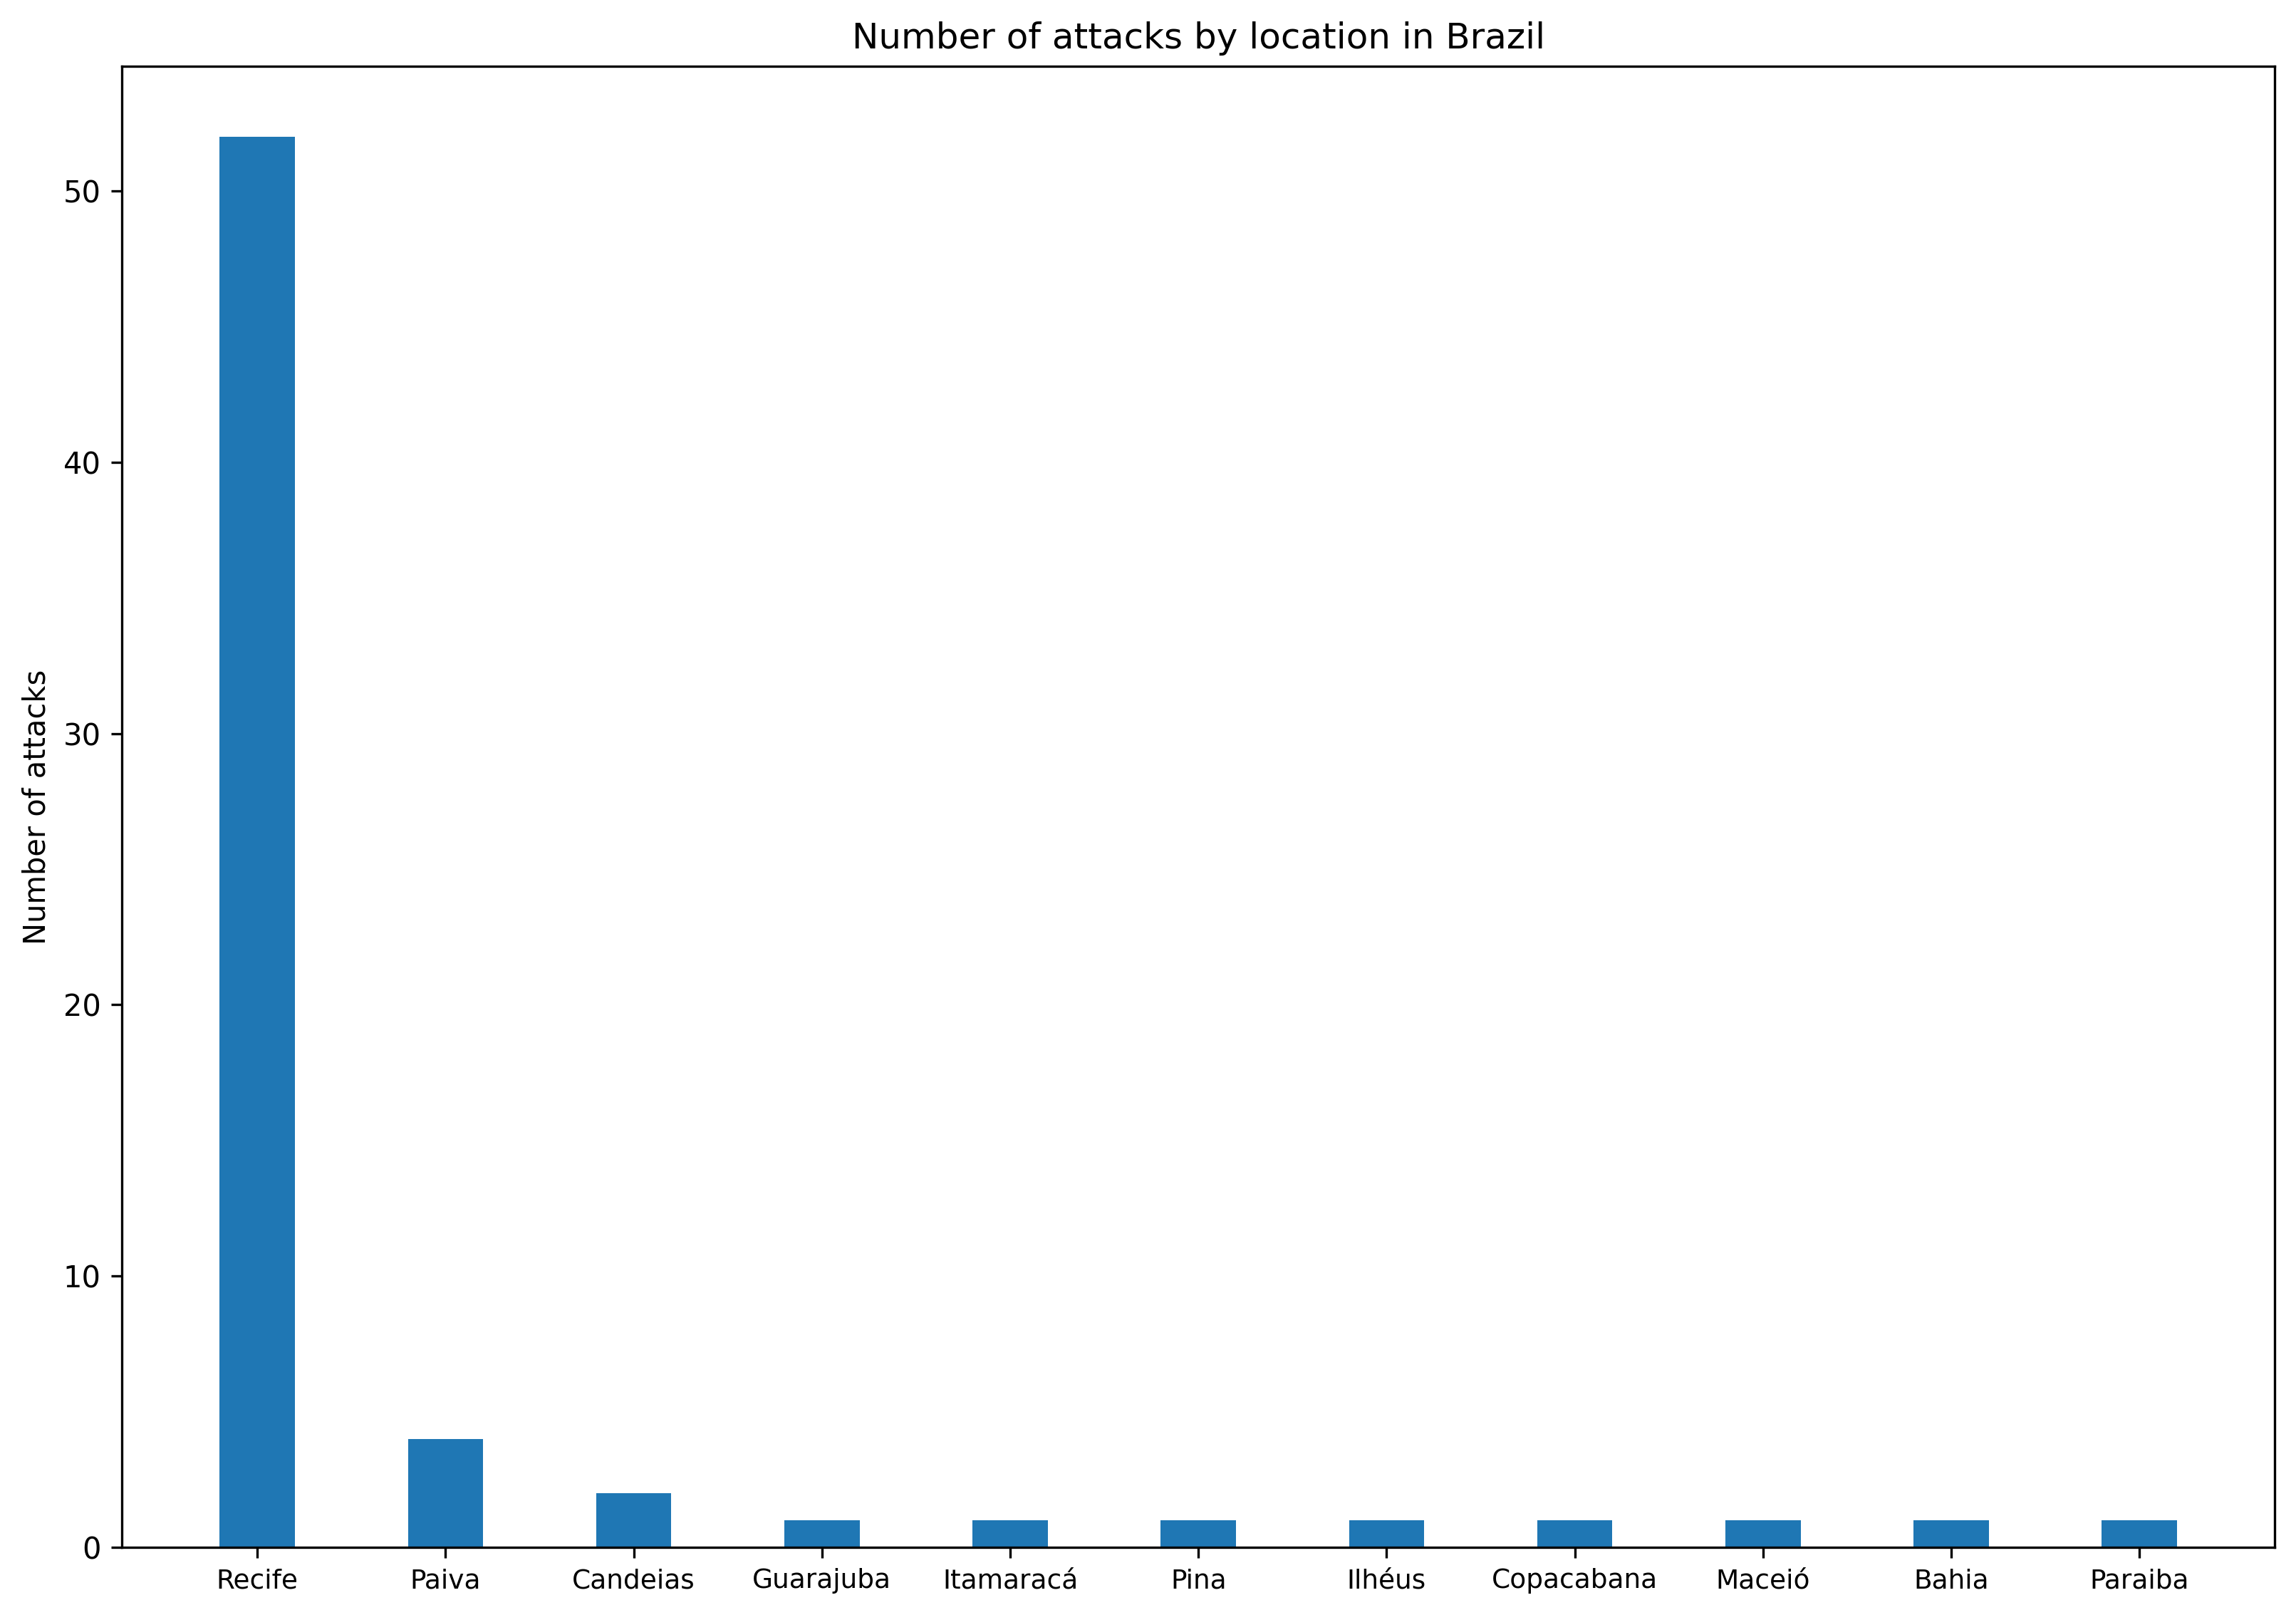 Number of attacks by location in Brazil
Number of attacks
50
40
30
20
10
0
Recife Paiva Candeias Guarajuba Itamaracá Pina Ilhéus Copacabana Maceió Bahia Paraiba